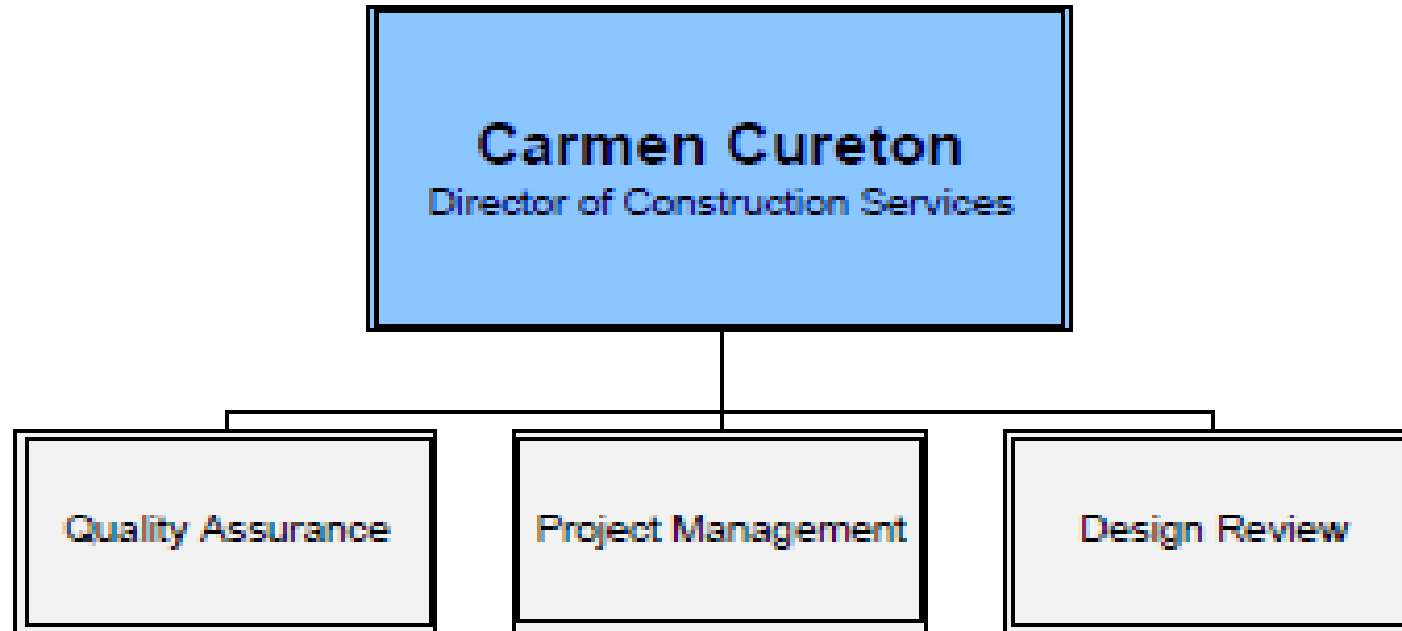 Carmen Cureton
Director of Construction Services
Quality Assurance
Project Management
Design Review